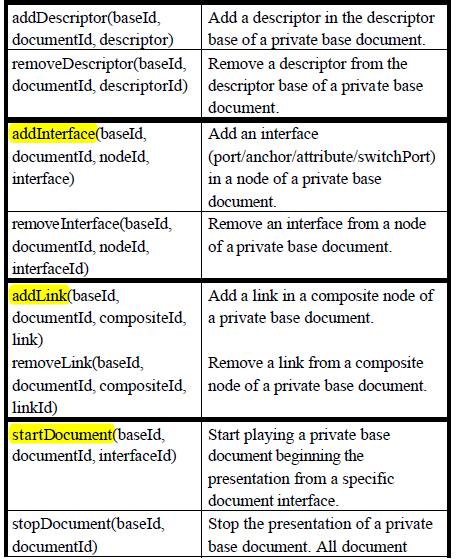 addDescriptor(baseId,
documentId, descriptor)
Add a descriptor in the descriptor
base of a private base document.
removeDescriptor(baseId,
documentId, descriptorId)
Remove a descriptor from the
descriptor base of a private base
document.
addInterface(baseId,
documentId, nodeId,
interface)
Add an interface
(port/anchor/attribute/switchPort)
in a node of a private base
document.
removeInterface(baseId,
documentId, nodeId,
interfaceId)
Remove an interface from a node
of a private base document.
addLink(baseId,
documentId, compositeId,
link)
Add a link in a composite node of
a private base document.
removeLink(baseId,
documentId, compositeId,
linkId)
Remove a link from a composite
node of a private base document.
startDocument(baseId,
documentId, interfaceId)
Start playing a private base
document beginning the
presentation from a specific
document interface.
stopDocument(baseId,
documentId)
Stop the presentation of a private
base document. All document